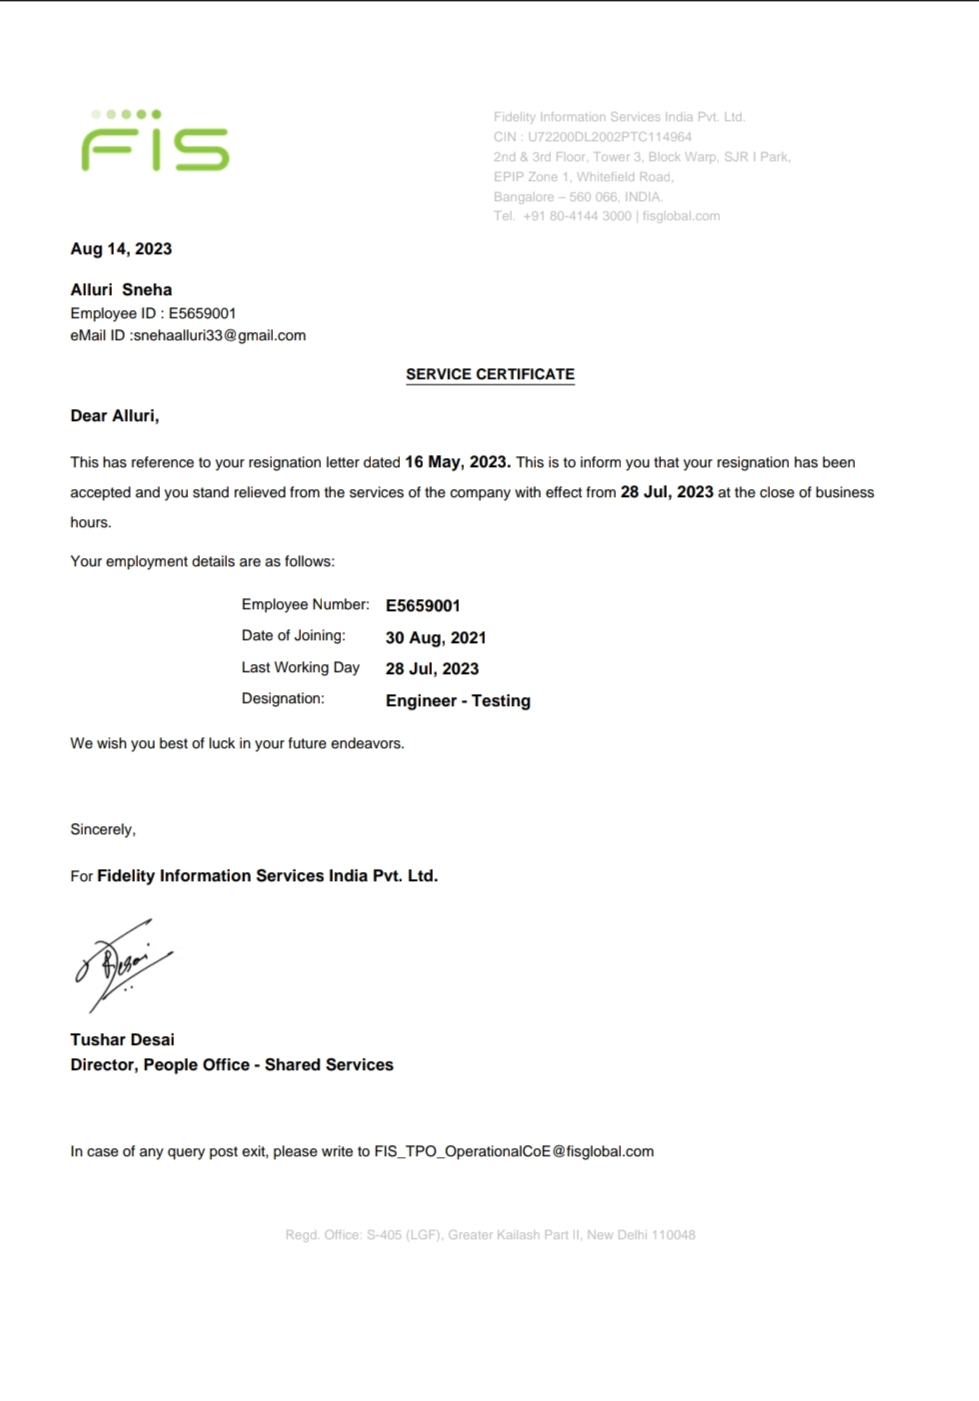 FIS
Fidelity Information Services India Pvt. Ltd.
CIN : U72200DL2002PTC114964
2nd & 3rd Floor, Tower 3, Block Warp, SJR I Park,
EPIP Zone 1, Whitefield Road,
Bangalore – 560 066, INDIA.
Tel.  +91 80-4144 3000 | fisglobal.com
Aug 14, 2023
Alluri  Sneha
Employee ID : E5659001
eMail ID :snehaalluri33@gmail.com
SERVICE CERTIFICATE
Dear Alluri,
This has reference to your resignation letter dated 16 May, 2023. This is to inform you that your resignation has been
accepted and you stand relieved from the services of the company with effect from 28 Jul, 2023 at the close of business
hours.
Your employment details are as follows:
Employee Number: E5659001
Date of Joining: 30 Aug, 2021
Last Working Day 28 Jul, 2023
Designation: Engineer - Testing
We wish you best of luck in your future endeavors.
Sincerely,
For Fidelity Information Services India Pvt. Ltd.
Desai
Tushar Desai
Director, People Office - Shared Services
In case of any query post exit, please write to FIS_TPO_OperationalCoE@fisglobal.com
Regd. Office: S-405 (LGF), Greater Kailash Part II, New Delhi 110048